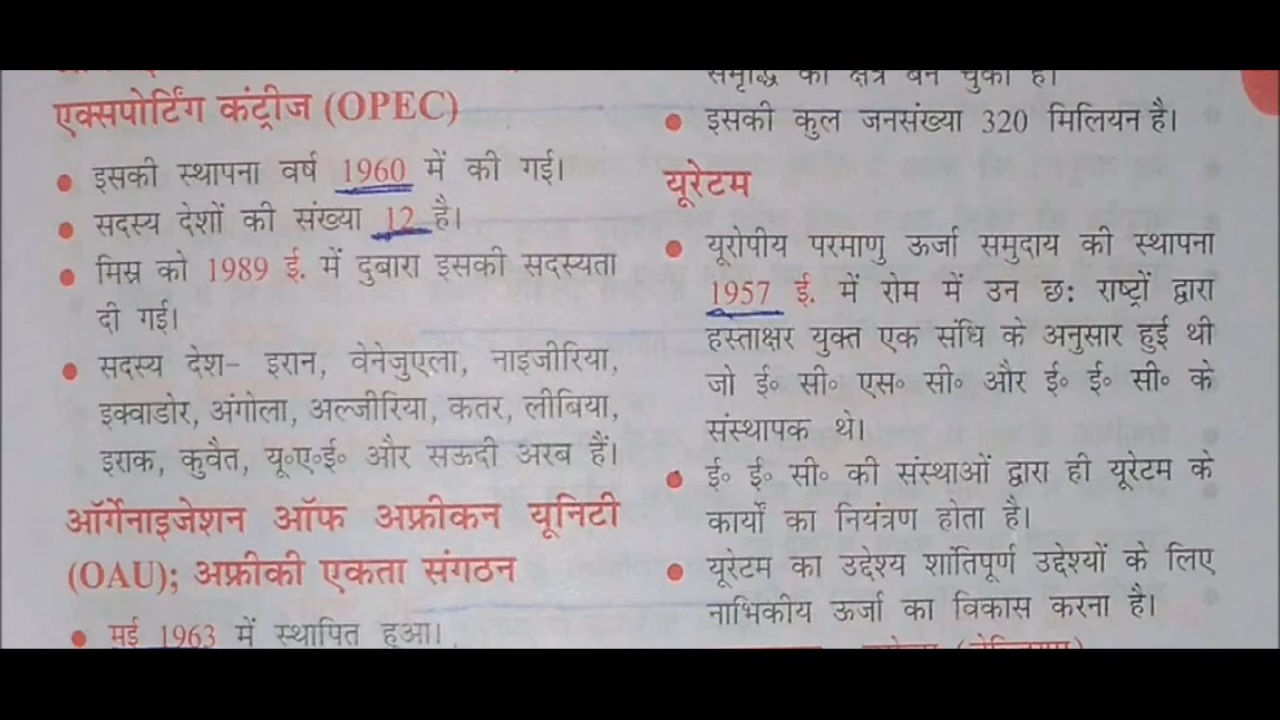 एक्सपोर्टिंग कंट्रीज (OPEC)
● इसकी स्थापना वर्ष 1960 में की गई।
● सदस्य देशों की संख्या 12 है।
● मिस्र को 1989 ई. में दुबारा इसकी सदस्यता
दी गई।
● सदस्य देश– इरान, वेनेजुएला, नाइजीरिया,
इक्वाडोर, अंगोला, अल्जीरिया, कतर, लीबिया,
इराक, कुवैत, यू॰ए॰ई॰ और सऊदी अरब हैं।
ऑर्गेनाइजेशन ऑफ अफ्रीकन यूनिटी
(OAU); अफ्रीकी एकता संगठन
● मई 1963 में स्थापित हुआ।
समृद्धि का क्षेत्र बन चुका है।
● इसकी कुल जनसंख्या 320 मिलियन है।
यूरेटम
● यूरोपीय परमाणु ऊर्जा समुदाय की स्थापना
1957 ई. में रोम में उन छः राष्ट्रों द्वारा
हस्ताक्षर युक्त एक संधि के अनुसार हुई थी
जो ई॰ सी॰ एस॰ सी॰ और ई॰ ई॰ सी॰ के
संस्थापक थे।
● ई॰ ई॰ सी॰ की संस्थाओं द्वारा ही यूरेटम के
कार्यों का नियंत्रण होता है।
● यूरेटम का उद्देश्य शांतिपूर्ण उद्देश्यों के लिए
नाभिकीय ऊर्जा का विकास करना है।